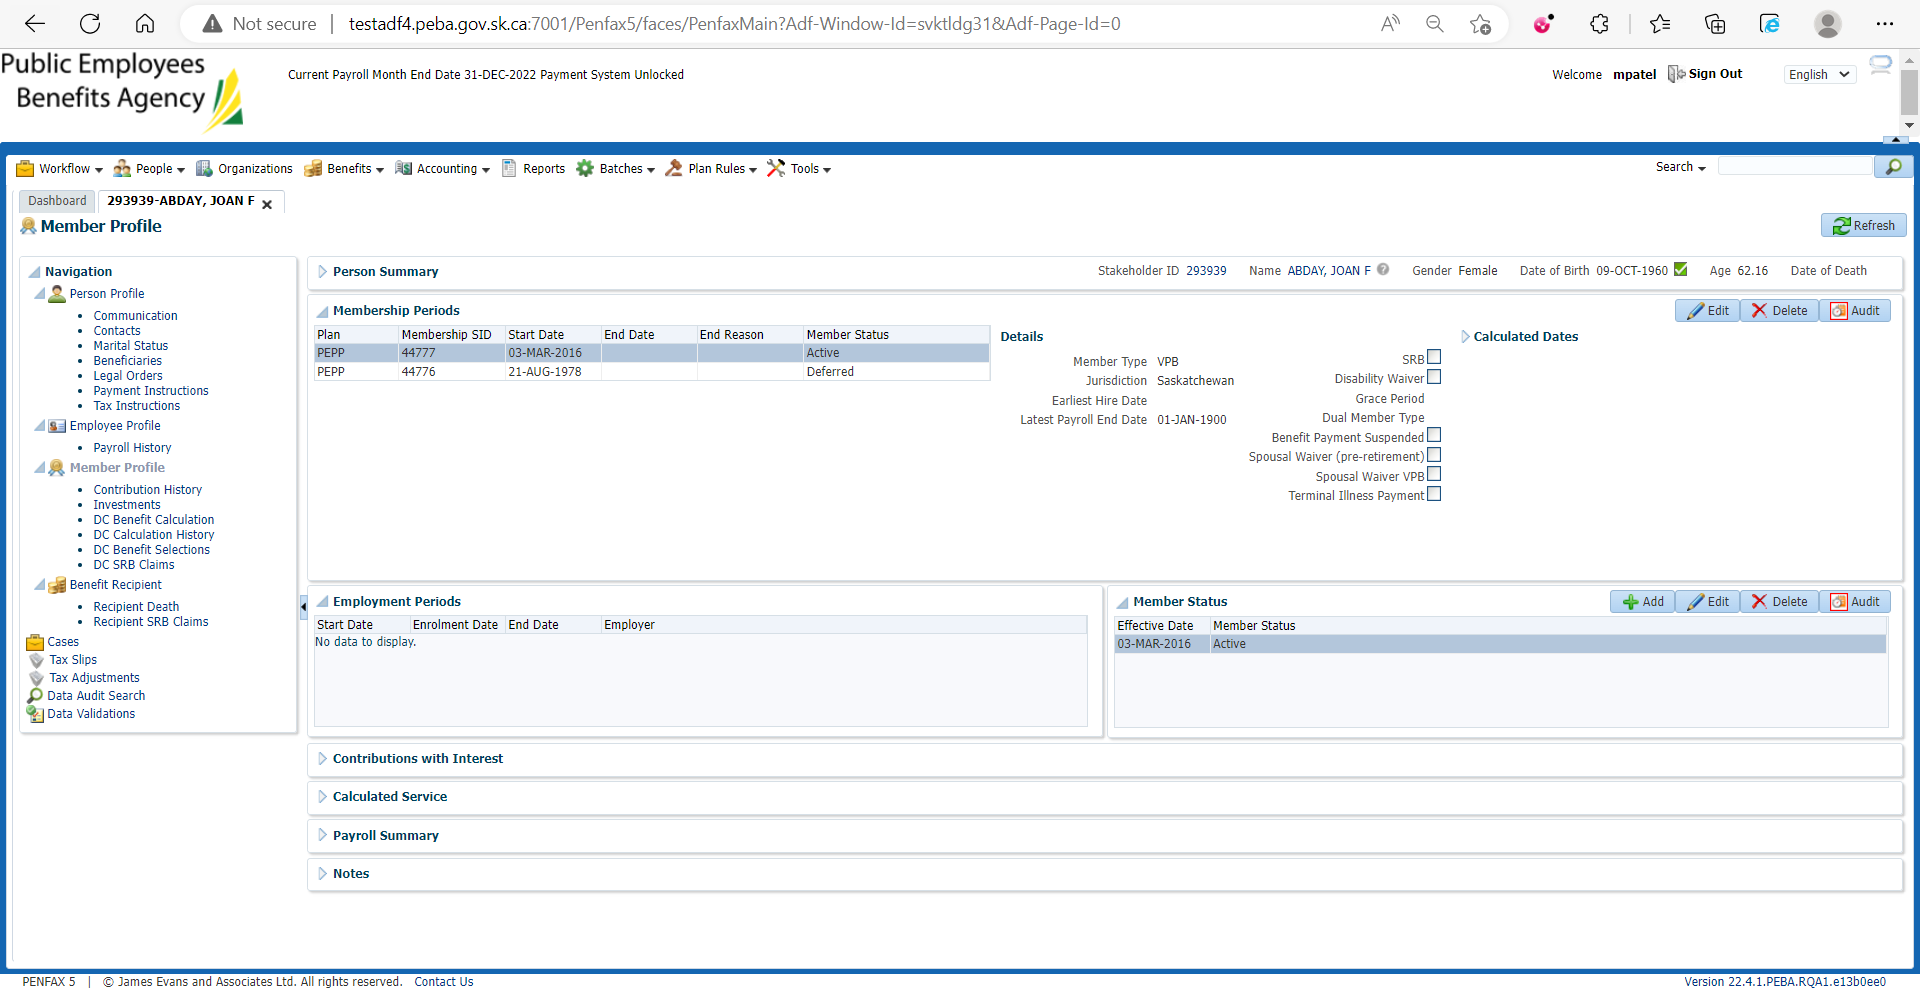 Not secure | testadf4.peba.gov.sk.ca:7001/Penfax5/faces/PenfaxMain?Adf-Window-Id=svktldg31&Adf-Page-Id=0
Public Employees
Benefits Agency
Current Payroll Month End Date 31-DEC-2022 Payment System Unlocked
Welcome mpatel Sign Out English
Workflow People Organizations Benefits Accounting Reports Batches Plan Rules Tools Search
Dashboard 293939-ABDAY, JOAN F
Member Profile Refresh
Navigation
Person Profile
Communication
Contacts
Marital Status
Beneficiaries
Legal Orders
Payment Instructions
Tax Instructions
Employee Profile
Payroll History
Member Profile
Contribution History
Investments
DC Benefit Calculation
DC Calculation History
DC Benefit Selections
DC SRB Claims
Benefit Recipient
Recipient Death
Recipient SRB Claims
Cases
Tax Slips
Tax Adjustments
Data Audit Search
Data Validations
Person Summary Stakeholder ID 293939 Name ABDAY, JOAN F Gender Female Date of Birth 09-OCT-1960 Age 62.16 Date of Death
Membership Periods Edit Delete Audit
Plan Membership SID Start Date End Date End Reason Member Status
PEPP 44777 03-MAR-2016 Active
PEPP 44776 21-AUG-1978 Deferred
Details
Member Type VPB
Jurisdiction Saskatchewan
Earliest Hire Date
Latest Payroll End Date 01-JAN-1900
SRB
Disability Waiver
Grace Period
Dual Member Type
Benefit Payment Suspended
Spousal Waiver (pre-retirement)
Spousal Waiver VPB
Terminal Illness Payment
Calculated Dates
Employment Periods
Start Date Enrolment Date End Date Employer
No data to display.
Member Status Add Edit Delete Audit
Effective Date Member Status
03-MAR-2016 Active
Contributions with Interest
Calculated Service
Payroll Summary
Notes
PENFAX 5 | © James Evans and Associates Ltd. All rights reserved. Contact Us
Version 22.4.1.PEBA.RQA1.e13b0ee0